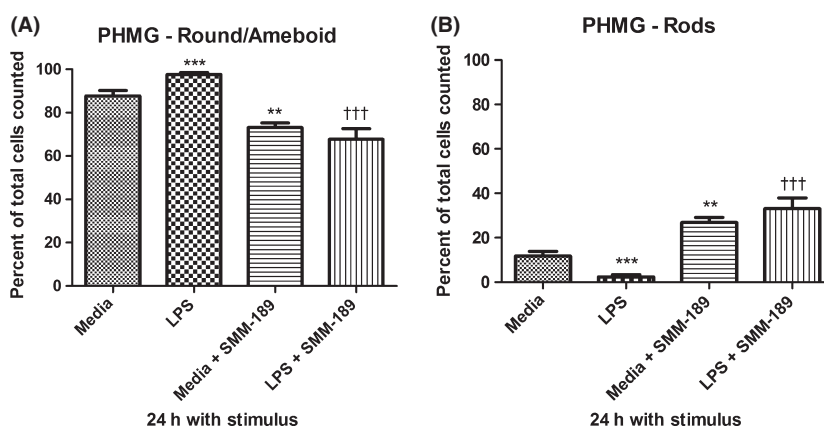 (A)
PHMG - Round/Ameboid
Percent of total cells counted
100
80
60
40
20
0
***
**
†††
Media
LPS
Media + SMM-189
LPS + SMM-189
24 h with stimulus
(B)
PHMG - Rods
Percent of total cells counted
100
80
60
40
20
0
***
**
†††
Media
LPS
Media + SMM-189
LPS + SMM-189
24 h with stimulus